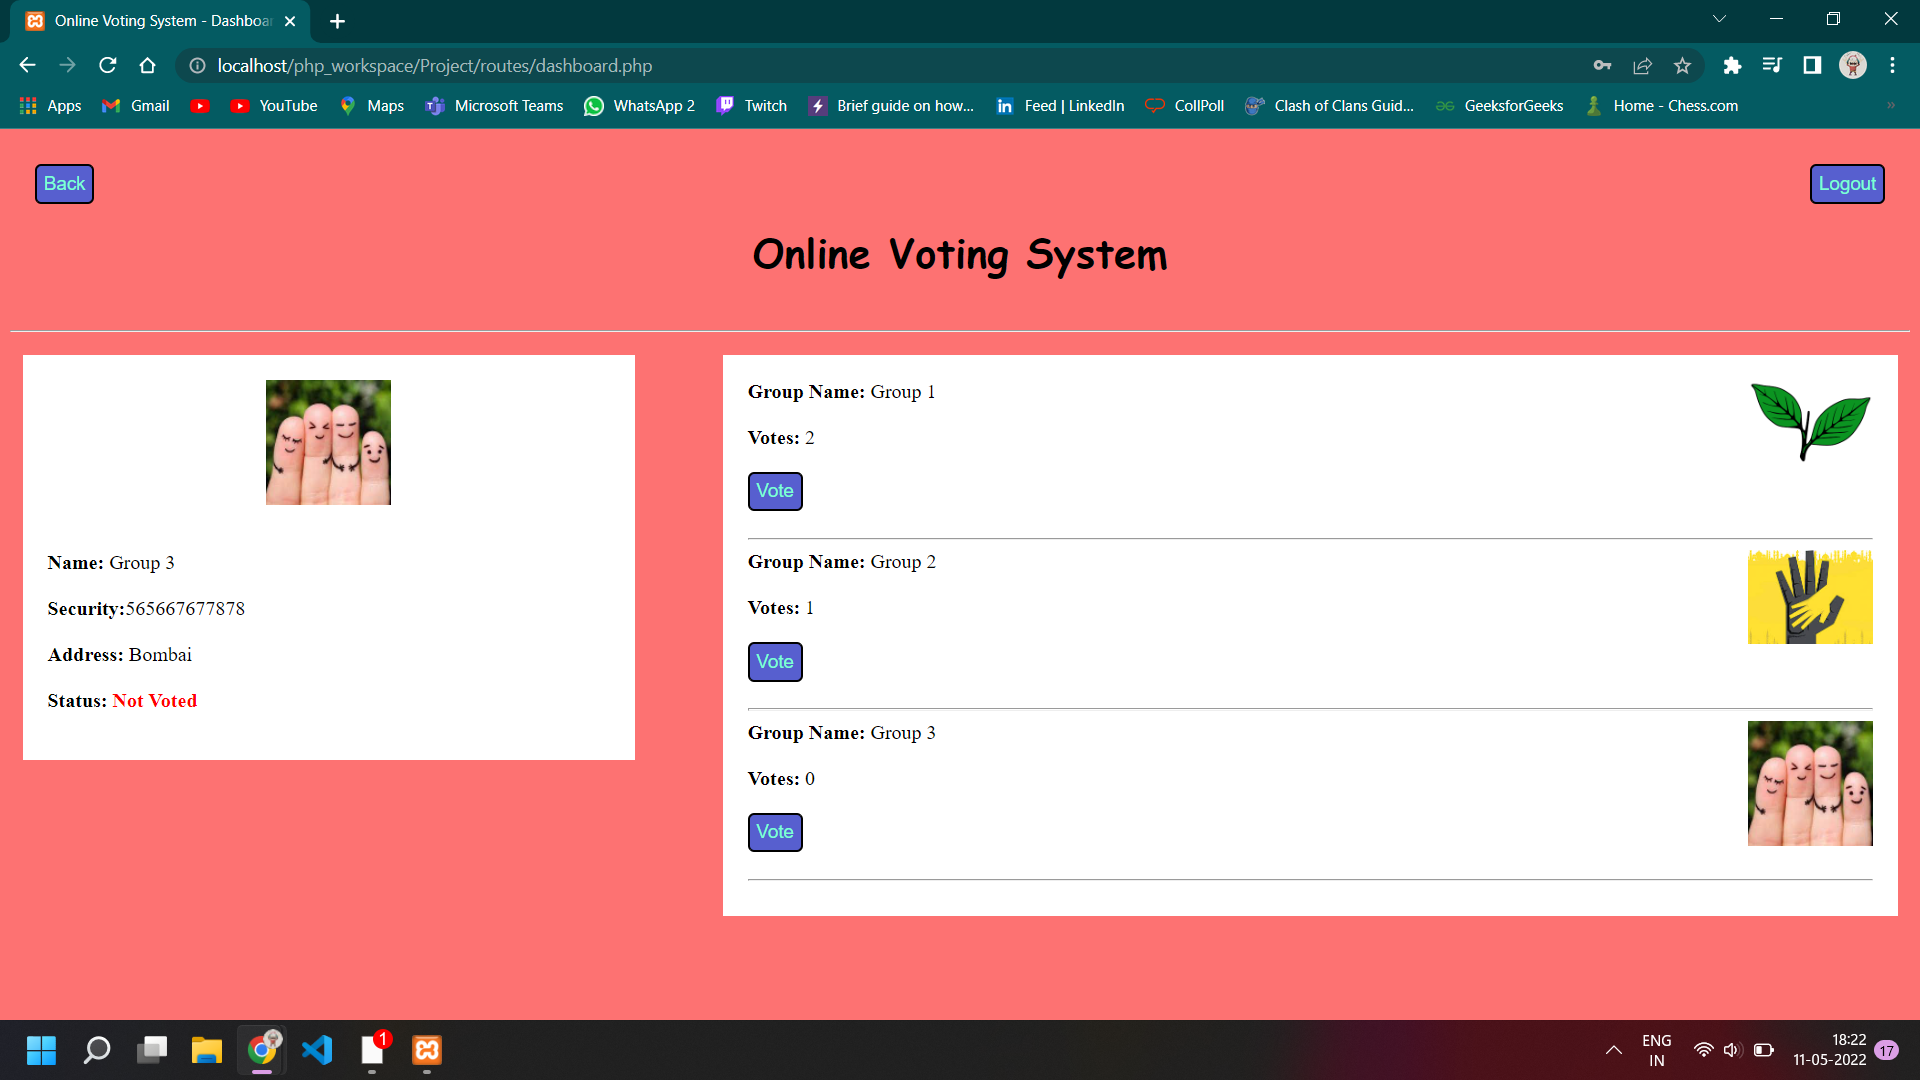 Online Voting System - Dashboar
localhost/php_workspace/Project/routes/dashboard.php
Apps Gmail YouTube Maps Microsoft Teams WhatsApp 2 Twitch Brief guide on how... Feed | LinkedIn CollPoll Clash of Clans Guid... GeeksforGeeks Home - Chess.com »
Back
Logout
Online Voting System
Name: Group 3
Security:565667677878
Address: Bombai
Status: Not Voted
Group Name: Group 1
Votes: 2
Vote
Group Name: Group 2
Votes: 1
Vote
Group Name: Group 3
Votes: 0
Vote
1
ENG
IN
18:22
11-05-2022
17